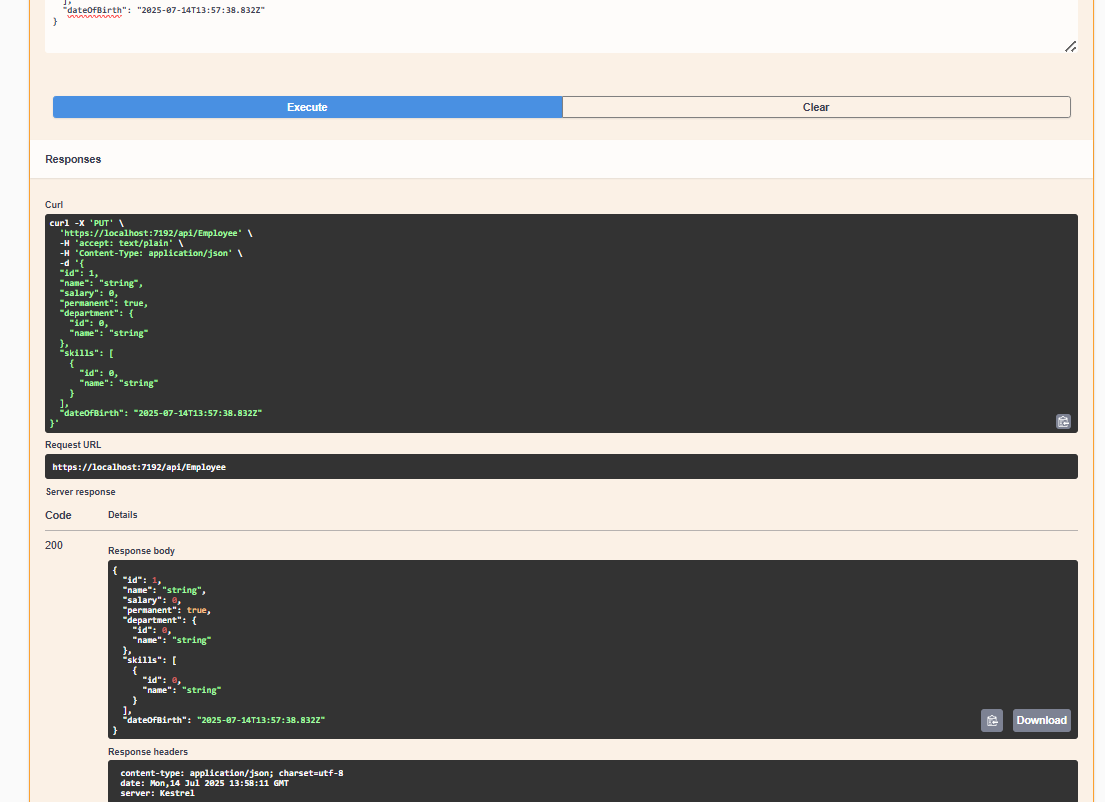 ],
"dateOfBirth": "2025-07-14T13:57:38.832Z"
}
Execute
Clear
Responses
Curl
curl -X 'PUT' \
'https://localhost:7192/api/Employee' \
-H 'accept: text/plain' \
-H 'Content-Type: application/json' \
-d '{
"id": 1,
"name": "string",
"salary": 0,
"permanent": true,
"department": {
"id": 0,
"name": "string"
},
"skills": [
{
"id": 0,
"name": "string"
}
],
"dateOfBirth": "2025-07-14T13:57:38.832Z"
}'
Request URL
https://localhost:7192/api/Employee
Server response
Code Details
200
Response body
{
"id": 1,
"name": "string",
"salary": 0,
"permanent": true,
"department": {
"id": 0,
"name": "string"
},
"skills": [
{
"id": 0,
"name": "string"
}
],
"dateOfBirth": "2025-07-14T13:57:38.832Z"
}
Download
Response headers
content-type: application/json; charset=utf-8
date: Mon,14 Jul 2025 13:58:11 GMT
server: Kestrel